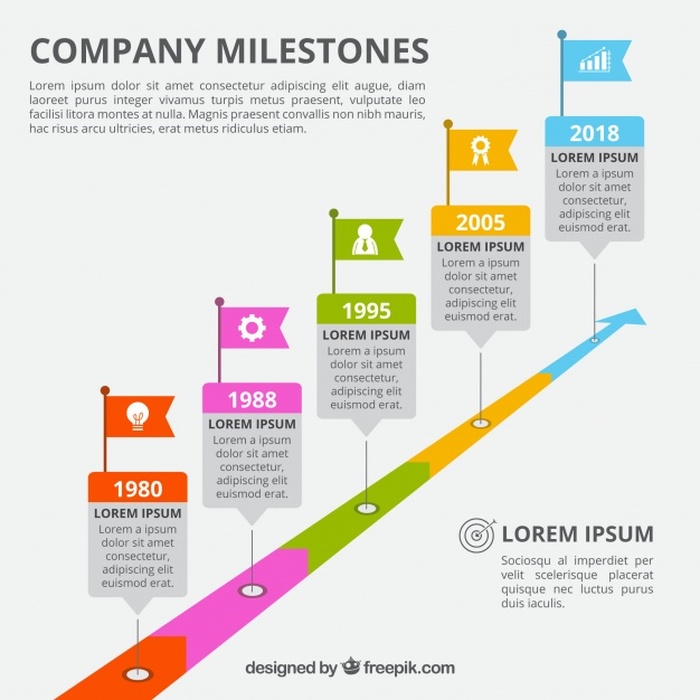 COMPANY MILESTONES
Lorem ipsum dolor sit amet consectetur adipiscing elit augue, diam
laoreet purus integer vivamus turpis metus praesent, vulputate leo
facilisi litora montes at nulla. Magnis praesent convallis non nibh mauris,
hac risus arcu ultricies, erat metus ridiculus etiam.
2018
LOREM IPSUM
Lorem ipsum a
dolor sit
consectetur,
adipiscing elit
euismod erat.
2005
LOREM IPSUM
Lorem ipsum a
dolor sit
consectetur,
adipiscing elit
euismod erat.
1995
LOREM IPSUM
Lorem ipsum a
dolor sit
consectetur,
adipiscing elit
euismod erat.
1988
LOREM IPSUM
Lorem ipsum a
dolor sit
consectetur,
adipiscing elit
euismod erat.
1980
LOREM IPSUM
Lorem ipsum a
dolor sit
consectetur,
adipiscing elit
euismod erat.
LOREM IPSUM
Sociosqu al imperdiet per
velit scelerisque placerat
quisque nec luctus purus
duis iaculis.
designed by freepik.com